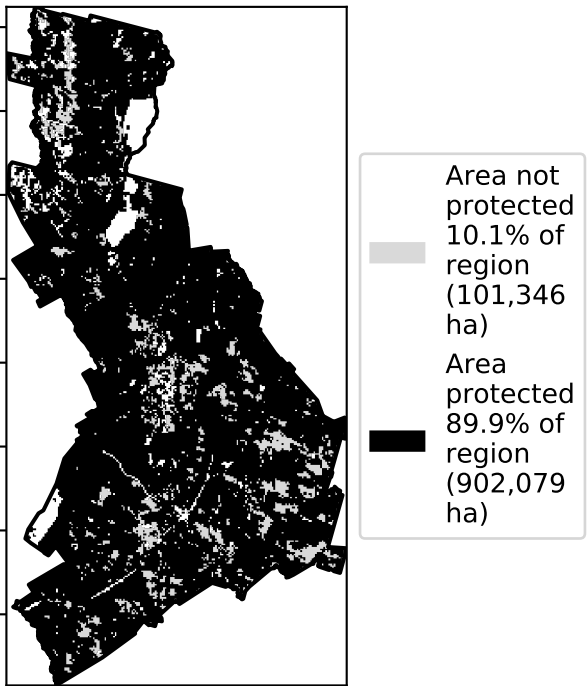 Area not
protected
10.1% of
region
(101,346
ha)
Area
protected
89.9% of
region
(902,079
ha)